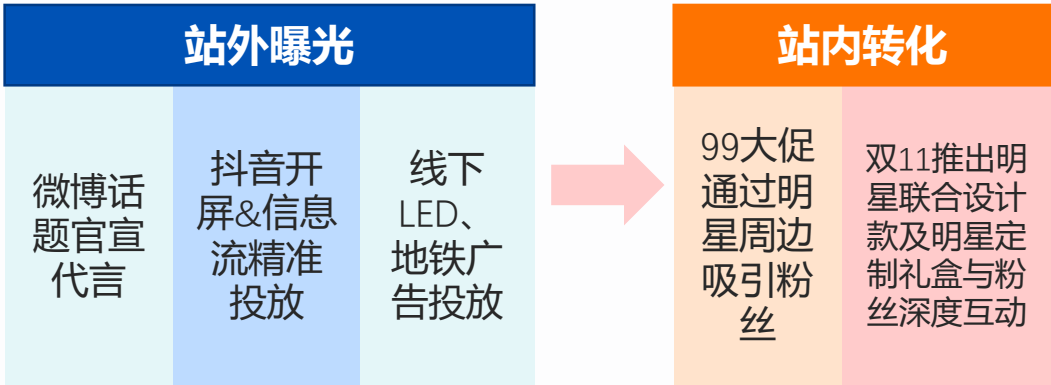 站外曝光
站内转化
微博话
题官宣
代言
抖音开
屏&信息
流精准
投放
线下
LED、
地铁广
告投放
99大促
通过明
星周边
吸引粉
丝
双11推出明
星联合设计
款及明星定
制礼盒与粉
丝深度互动